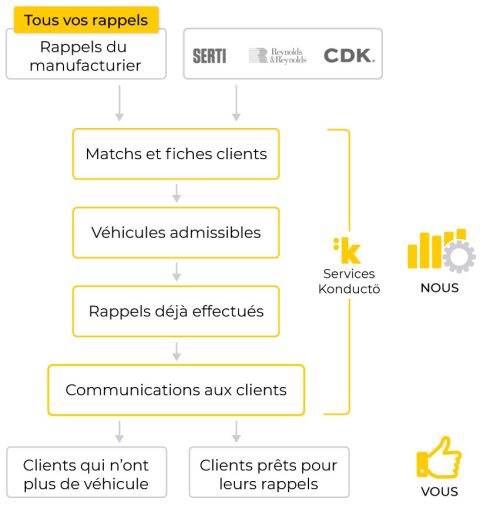 Tous vos rappels
Rappels du
manufacturier
SERTI
Reynolds
& Reynolds
CDK.
Matchs et fiches clients
Véhicules admissibles
:k
Services
Konductö
NOUS
Rappels déjà effectués
Communications aux clients
Clients qui n’ont
plus de véhicule
Clients prêts pour
leurs rappels
VOUS